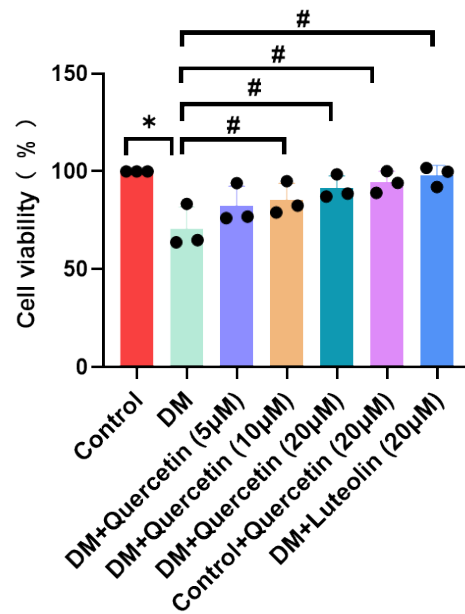 #
#
#
#
*
150
100
50
0
Cell viability（%）
Control
DM
DM+Quercetin (5μM)
DM+Quercetin (10μM)
DM+Quercetin (20μM)
Control+Quercetin (20μM)
DM+Luteolin (20μM)